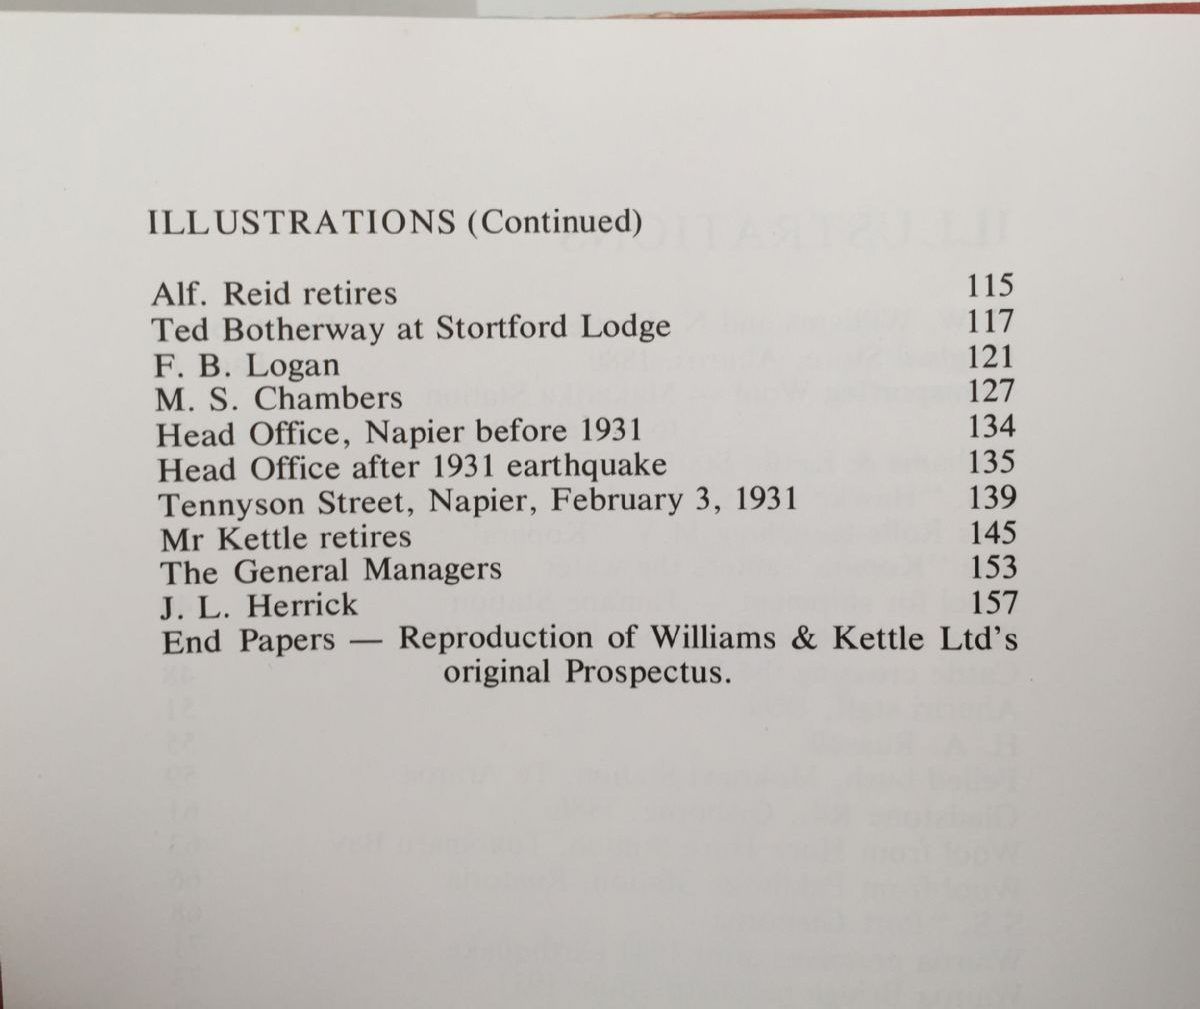 ILLUSTRATIONS (Continued)
Alf. Reid retires 115
Ted Botherway at Stortford Lodge 117
F. B. Logan 121
M. S. Chambers 127
Head Office, Napier before 1931 134
Head Office after 1931 earthquake 135
Tennyson Street, Napier, February 3, 1931 139
Mr Kettle retires 145
The General Managers 153
J. L. Herrick 157
End Papers — Reproduction of Williams & Kettle Ltd's
original Prospectus.